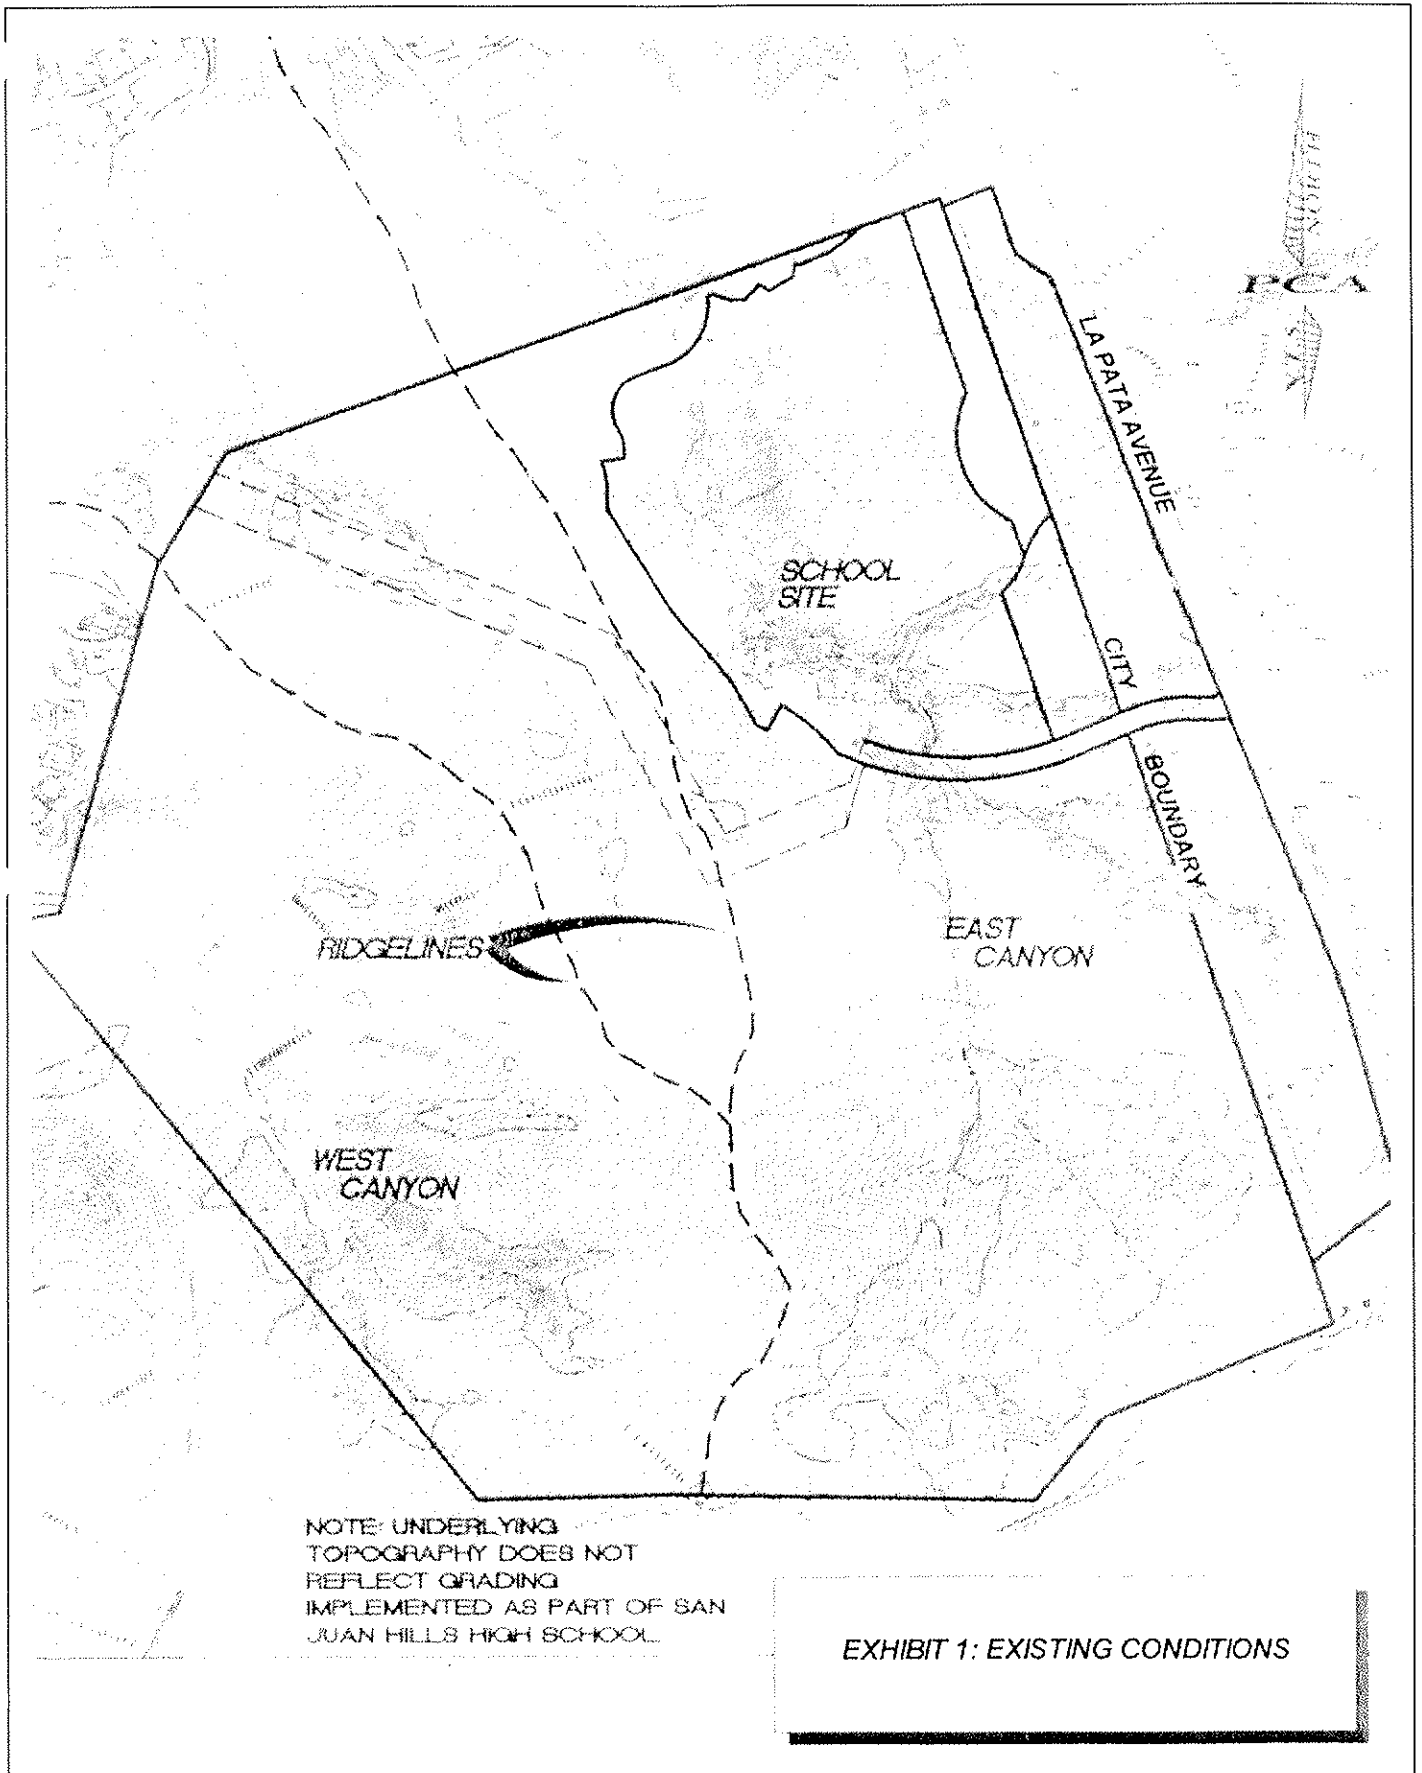 NORTH
PCA
LA PATA AVENUE
SCHOOL
SITE
CITY
BOUNDARY
RIDGELINES
EAST
CANYON
WEST
CANYON
NOTE: UNDERLYING
TOPOGRAPHY DOES NOT
REFLECT GRADING
IMPLEMENTED AS PART OF SAN
JUAN HILLS HIGH SCHOOL
EXHIBIT 1: EXISTING CONDITIONS